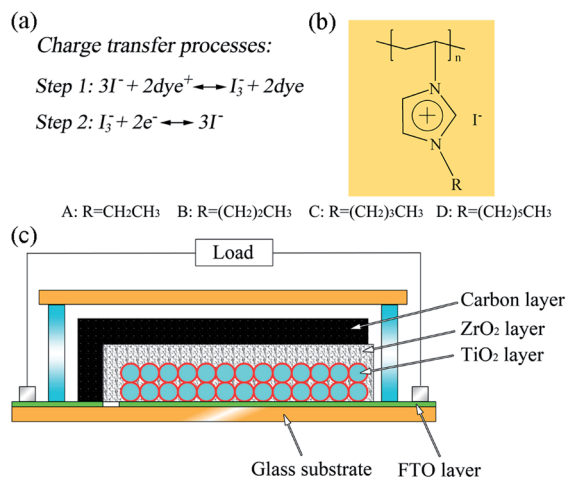 (a)
Charge transfer processes:
Step 1: 3I⁻ + 2dye⁺ ⟷ I₃⁻ + 2dye
Step 2: I₃⁻ + 2e⁻ ⟷ 3I⁻
(b)
n
N
+
I⁻
N
R
A: R=CH₂CH₃ B: R=(CH₂)₂CH₃ C: R=(CH₂)₃CH₃ D: R=(CH₂)₅CH₃
(c)
Load
Carbon layer
ZrO₂ layer
TiO₂ layer
Glass substrate
FTO layer